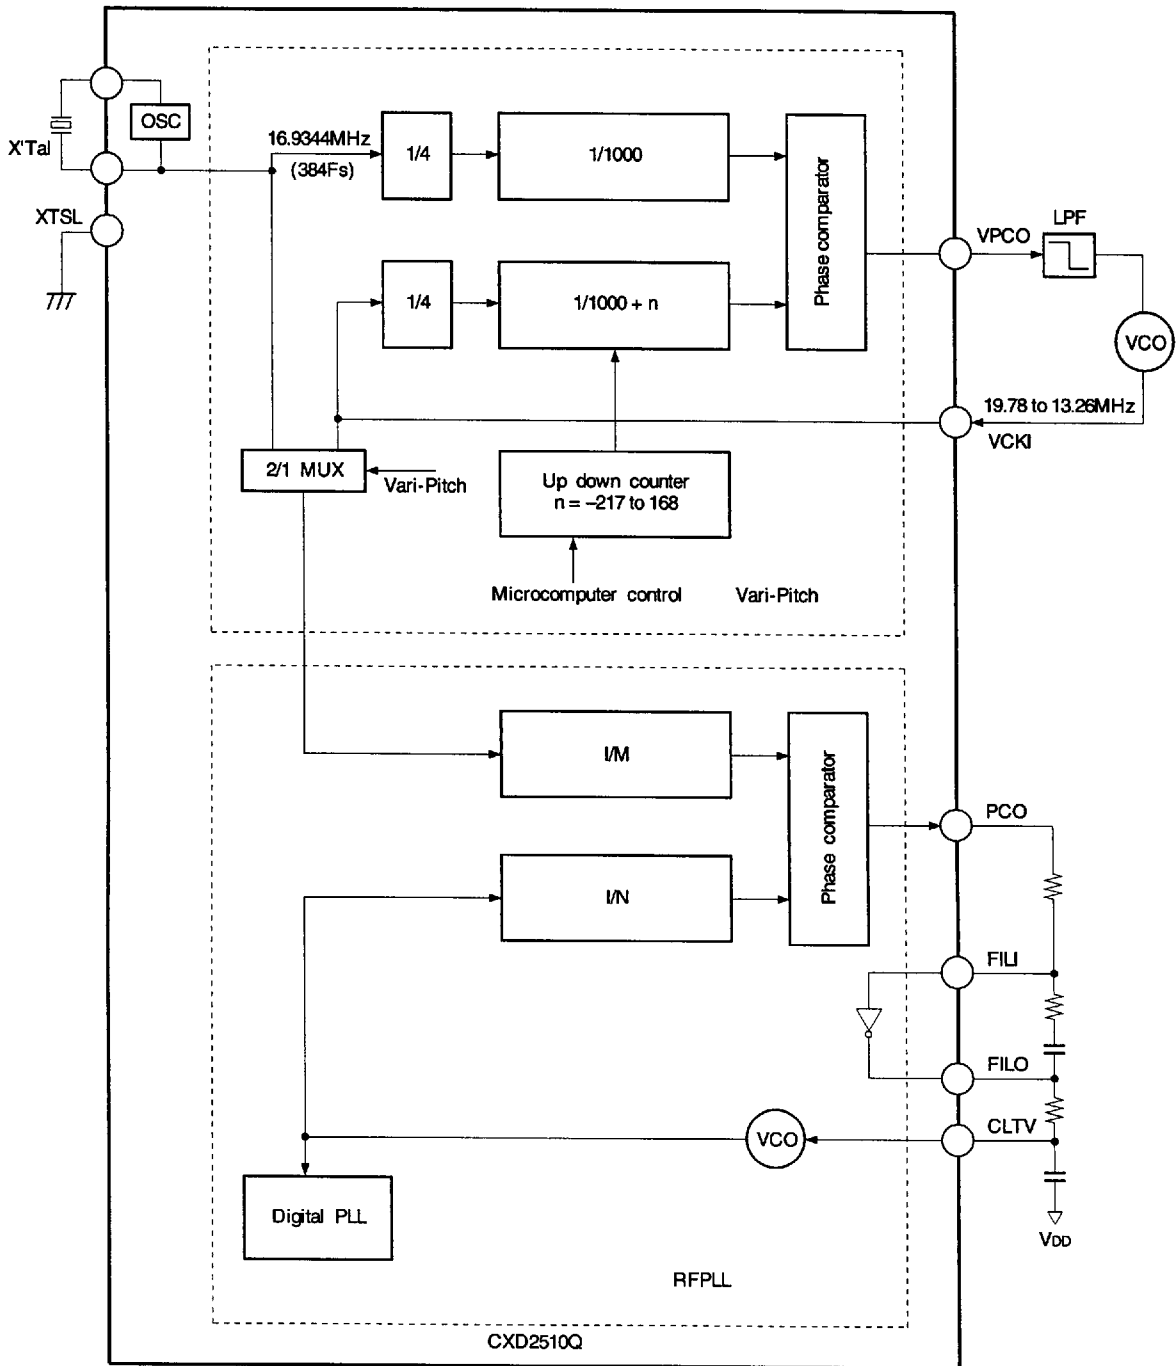 X'Tal
OSC
16.9344MHz
(384Fs)
1/4
1/1000
Phase comparator
XTSL
VPCO
LPF
1/4
1/1000 + n
VCO
19.78 to 13.26MHz
VCKI
2/1 MUX
Vari-Pitch
Up down counter
n = –217 to 168
Microcomputer control
Vari-Pitch
I/M
Phase comparator
PCO
I/N
FILI
FILO
CLTV
VCO
Digital PLL
VDD
RFPLL
CXD2510Q